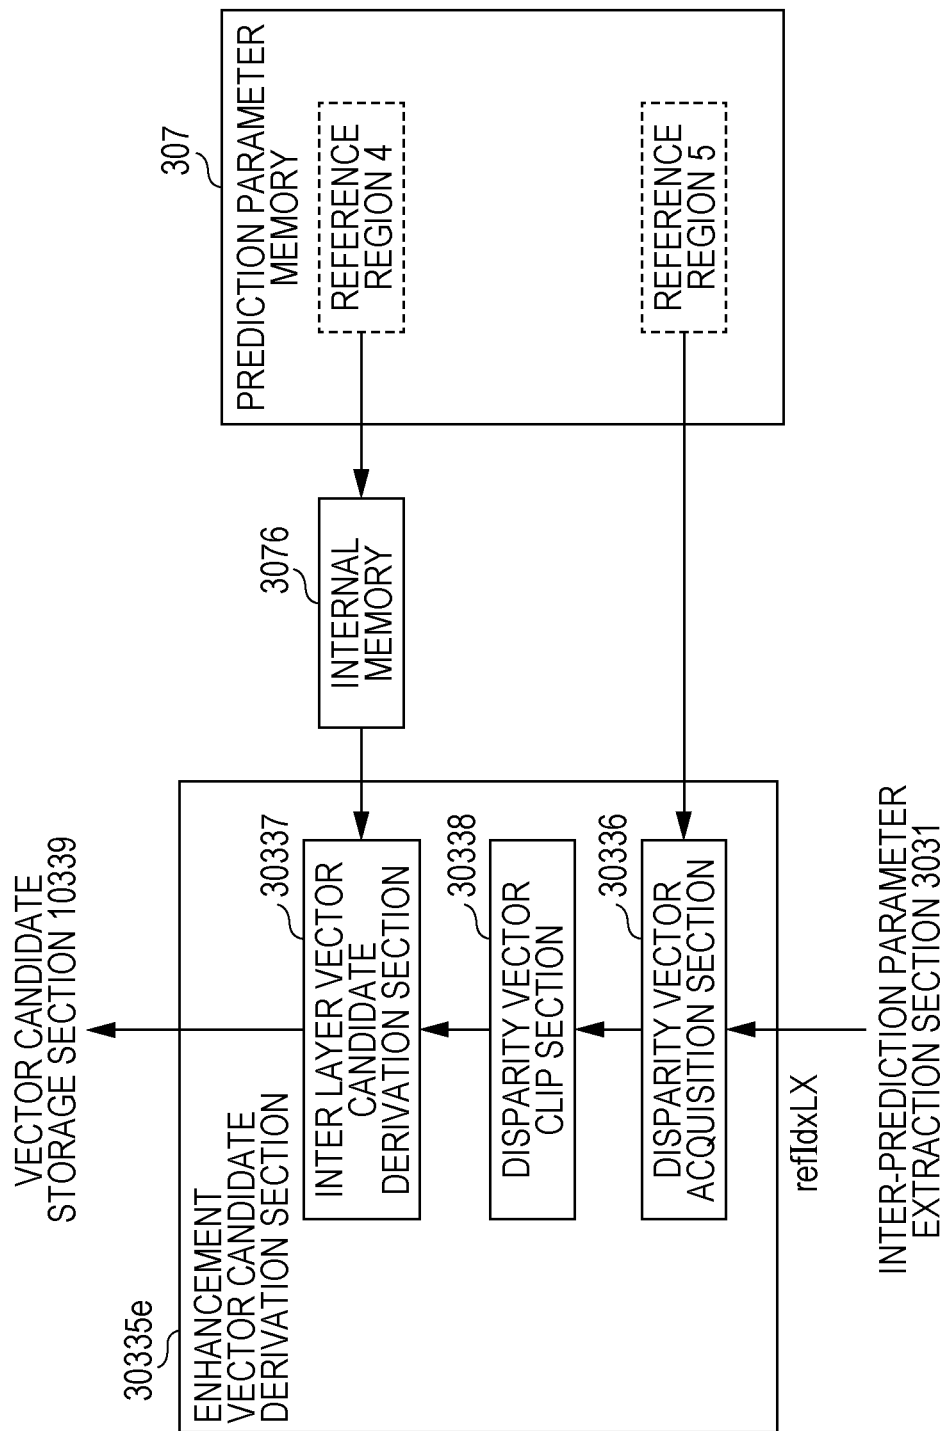 VECTOR CANDIDATE
STORAGE SECTION 10339
30335e
ENHANCEMENT
VECTOR CANDIDATE
DERIVATION SECTION
30337
INTER LAYER VECTOR
CANDIDATE
DERIVATION SECTION
30338
DISPARITY VECTOR
CLIP SECTION
30336
DISPARITY VECTOR
ACQUISITION SECTION
refIdxLX
INTER-PREDICTION PARAMETER
EXTRACTION SECTION 3031
3076
INTERNAL
MEMORY
307
PREDICTION PARAMETER
MEMORY
REFERENCE
REGION 4
REFERENCE
REGION 5